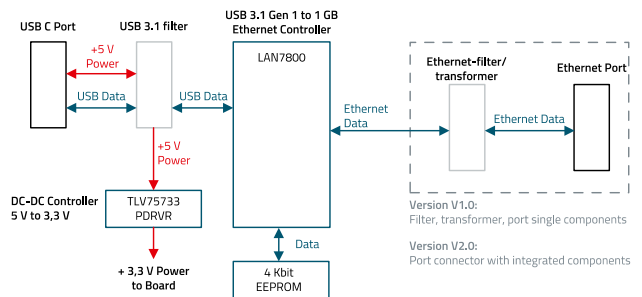 USB C Port
USB 3.1 filter
USB 3.1 Gen 1 to 1 GB
Ethernet Controller
LAN7800
+5 V
Power
USB Data
USB Data
Ethernet-filter/
transformer
Ethernet Port
Ethernet
Data
Ethernet Data
+5 V
Power
DC-DC Controller
5 V to 3,3 V
TLV75733
PDRVR
Version V1.0:
Filter, transformer, port single components
Version V2.0:
Port connector with integrated components
Data
+ 3,3 V Power
to Board
4 Kbit
EEPROM